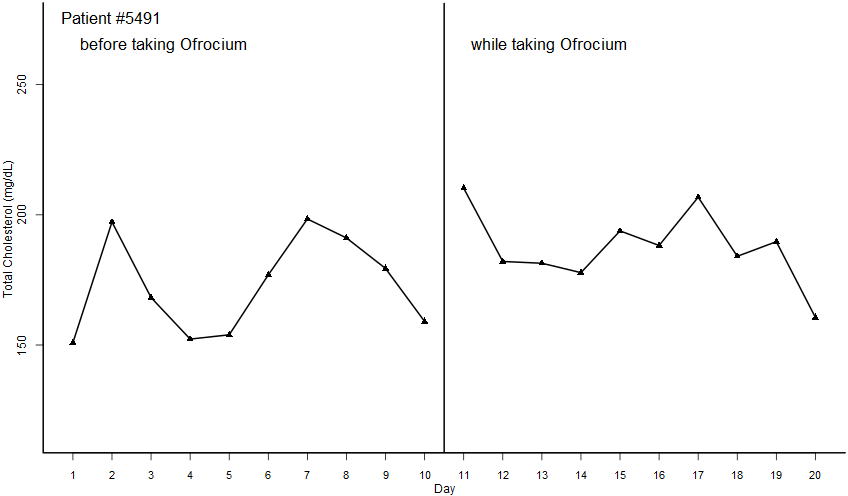 Patient #5491
before taking Ofrocium
while taking Ofrocium
Total Cholesterol (mg/dL)
250
200
150
1 2 3 4 5 6 7 8 9 10 11 12 13 14 15 16 17 18 19 20
Day